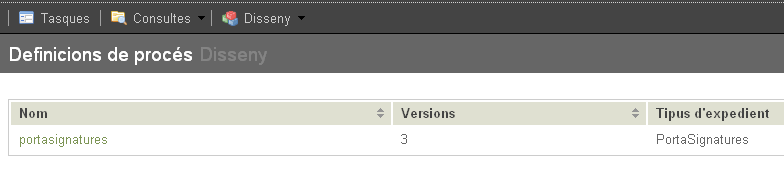 Tasques Consultes Disseny
Definicions de procés Disseny
Nom Versions Tipus d'expedient
portasignatures 3 PortaSignatures